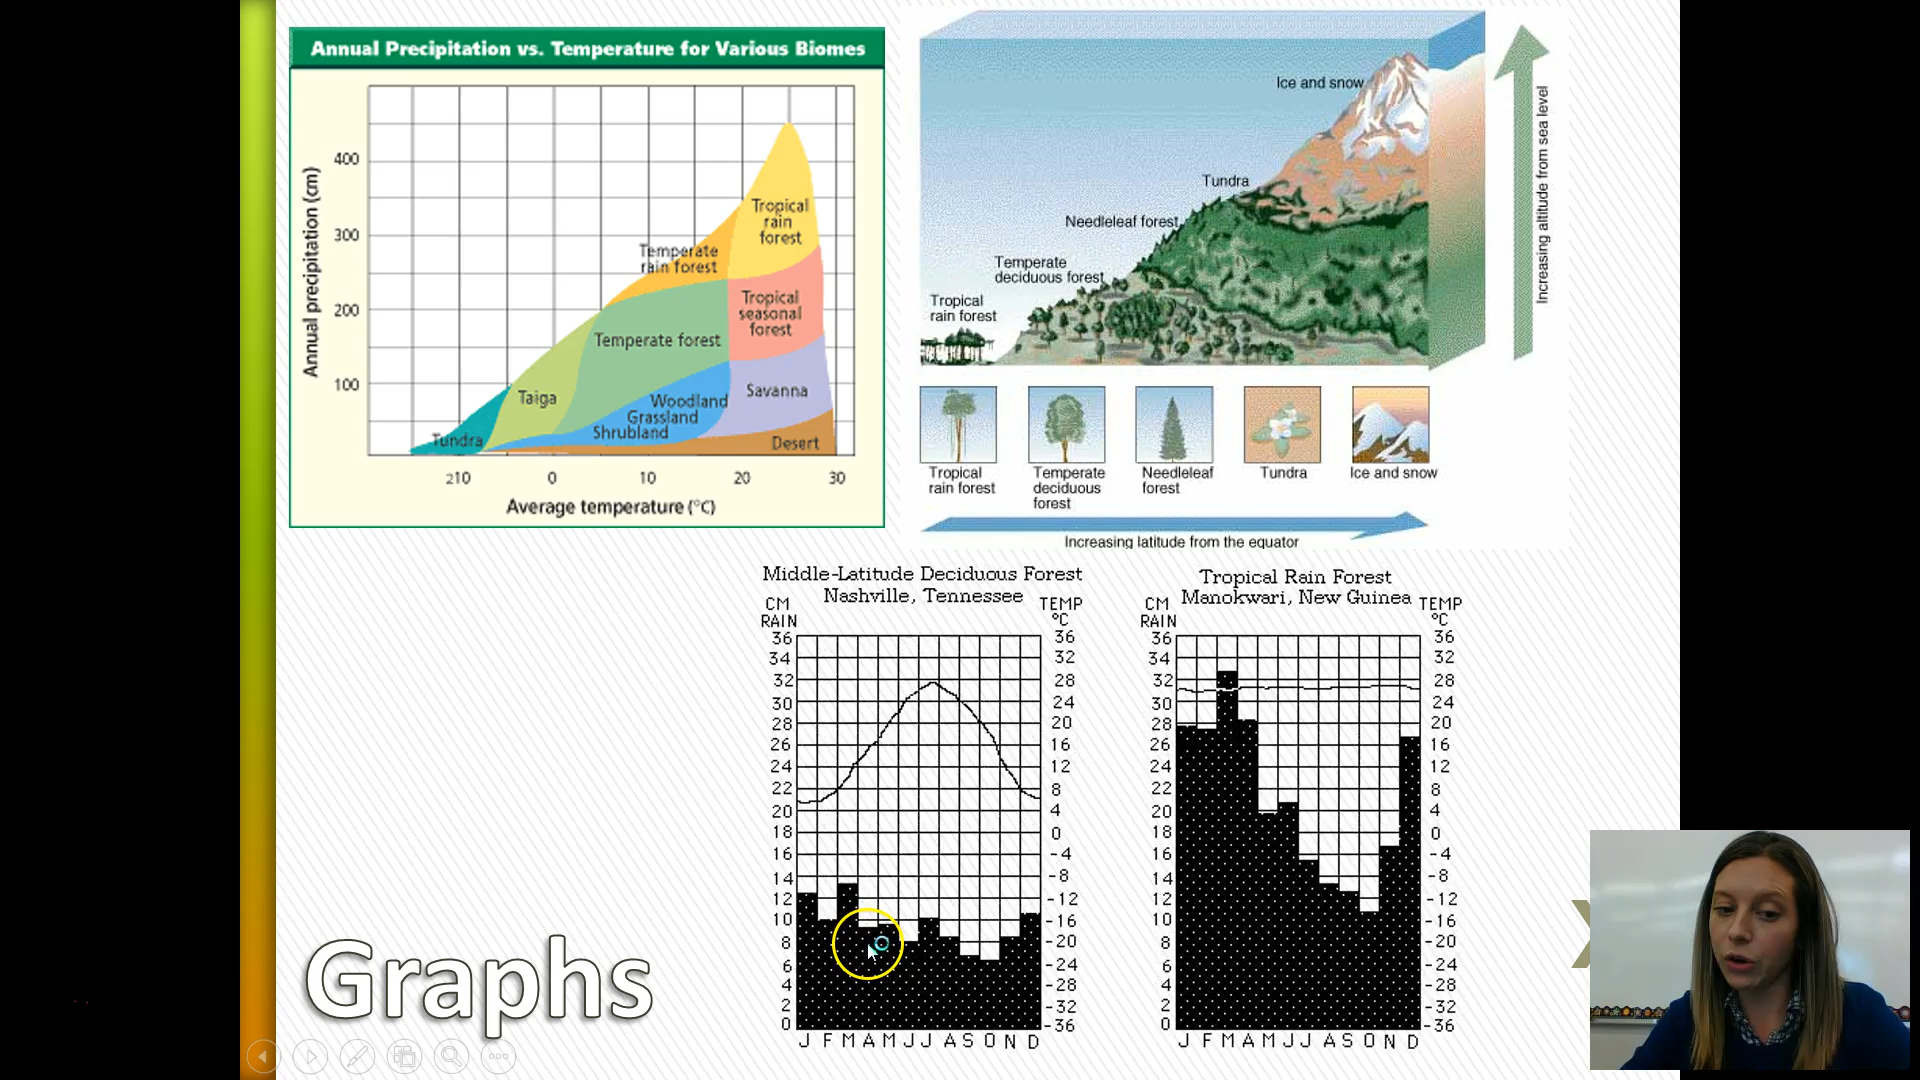 Annual Precipitation vs. Temperature for Various Biomes
Annual precipitation (cm)
400
300
200
100
Tropical
rain
forest
Temperate
rain forest
Tropical
seasonal
forest
Temperate forest
Taiga
Woodland
Grassland
Shrubland
Savanna
Tundra
Desert
210 0 10 20 30
Average temperature (°C)
Ice and snow
Tundra
Needleleaf forest
Temperate
deciduous forest
Tropical
rain forest
Increasing altitude from sea level
Tropical
rain forest
Temperate
deciduous
forest
Needleleaf
forest
Tundra
Ice and snow
Increasing latitude from the equator
Middle-Latitude Deciduous Forest
Nashville, Tennessee
CM
RAIN
TEMP
°C
36 36
34 32
32 28
30 24
28 20
26 16
24 12
22 8
20 4
18 0
16 -4
14 -8
12 -12
10 -16
8 -20
6 -24
4 -28
2 -32
0 -36
J F M A M J J A S O N D
Tropical Rain Forest
Manokwari, New Guinea
CM
RAIN
TEMP
°C
36 36
34 32
32 28
30 24
28 20
26 16
24 12
22 8
20 4
18 0
16 -4
14 -8
12 -12
10 -16
8 -20
6 -24
4 -28
2 -32
0 -36
J F M A M J J A S O N D
Graphs